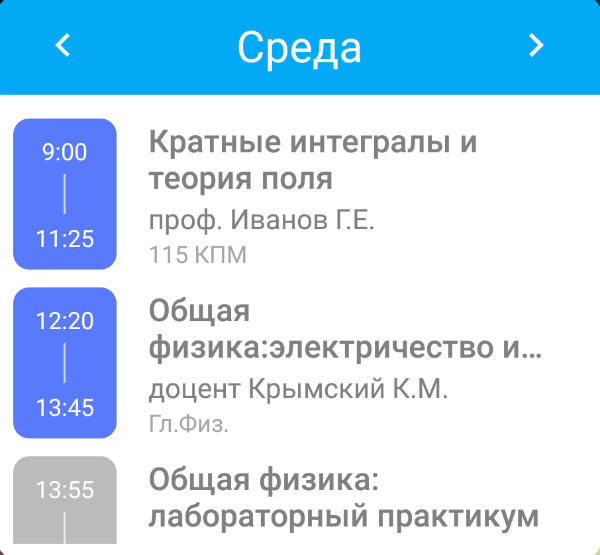 Среда
9:00
11:25
Кратные интегралы и
теория поля
проф. Иванов Г.Е.
115 КПМ
12:20
13:45
Общая
физика:электричество и...
доцент Крымский К.М.
Гл.Физ.
13:55
Общая физика:
лабораторный практикум